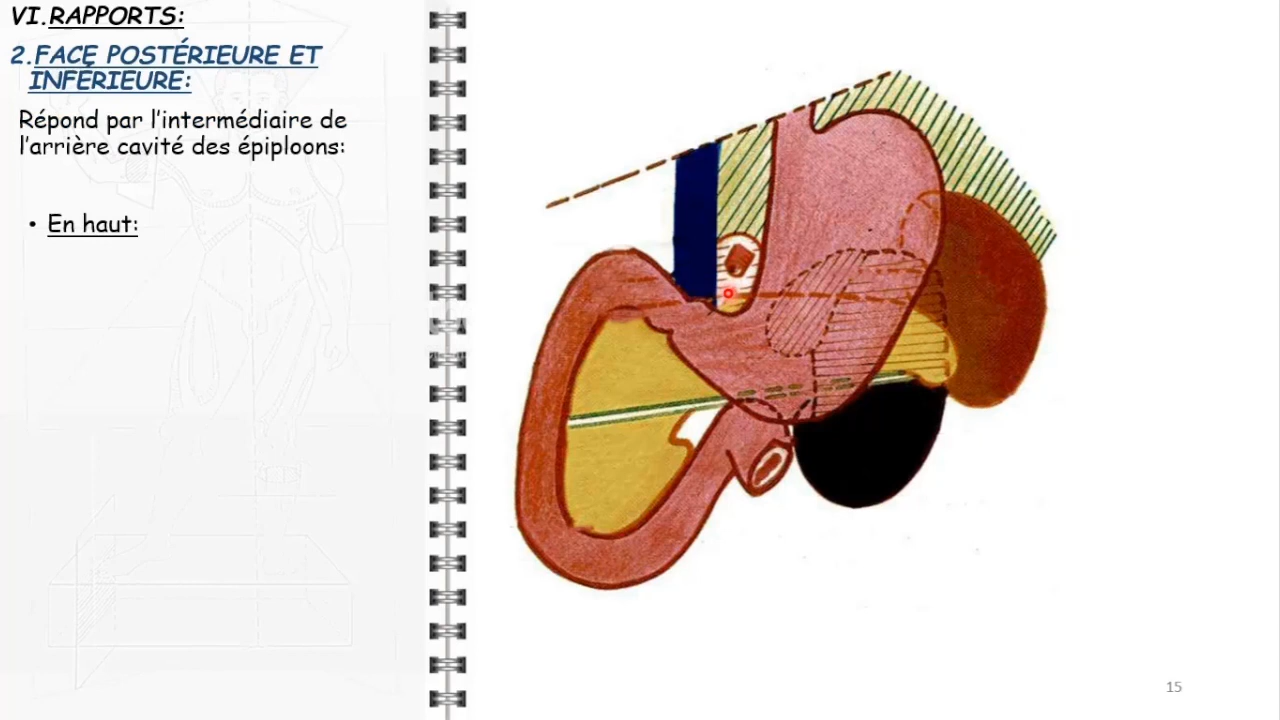 VI.RAPPORTS:
2.FACE POSTÉRIEURE ET
INFÉRIEURE:
Répond par l'intermédiaire de
l'arrière cavité des épiploons:
• En haut:
15